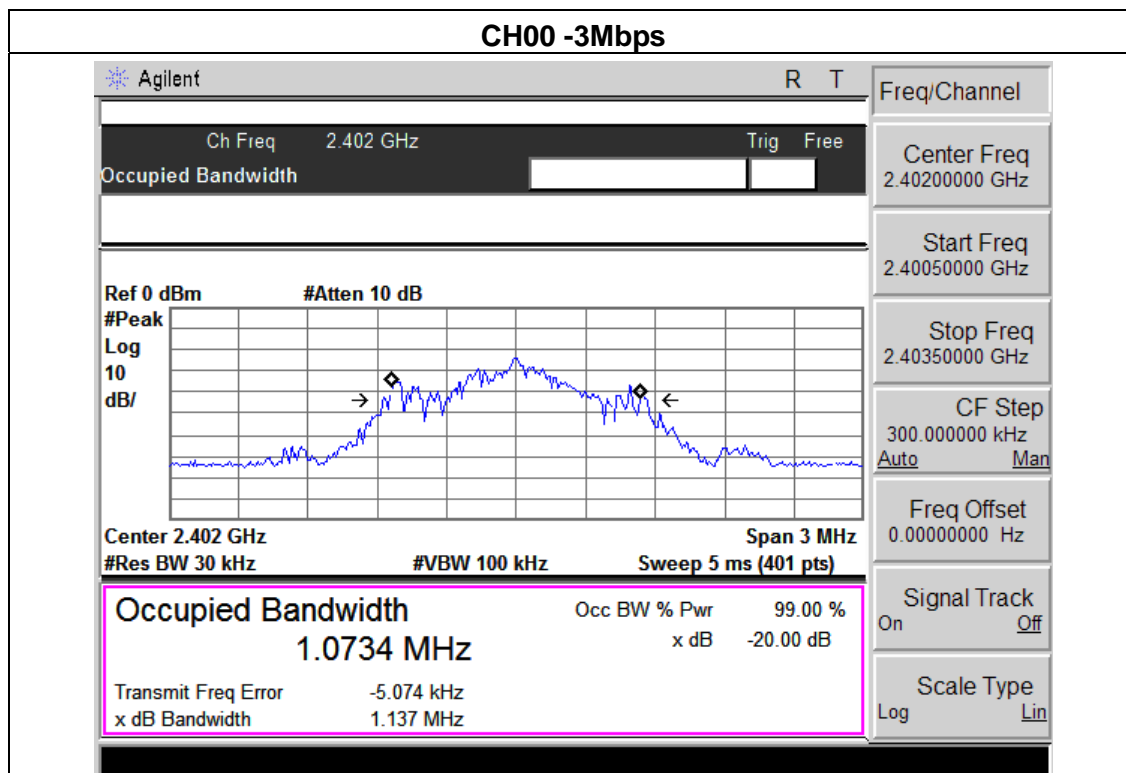 CH00 -3Mbps
Agilent R T
Ch Freq 2.402 GHz Trig Free
Occupied Bandwidth
Ref 0 dBm #Atten 10 dB
#Peak
Log
10
dB/
Center 2.402 GHz Span 3 MHz
#Res BW 30 kHz #VBW 100 kHz Sweep 5 ms (401 pts)
Occupied Bandwidth Occ BW % Pwr 99.00 %
1.0734 MHz x dB -20.00 dB
Transmit Freq Error -5.074 kHz
x dB Bandwidth 1.137 MHz
Freq/Channel
Center Freq
2.40200000 GHz
Start Freq
2.40050000 GHz
Stop Freq
2.40350000 GHz
CF Step
300.000000 kHz
Auto Man
Freq Offset
0.00000000 Hz
Signal Track
On Off
Scale Type
Log Lin